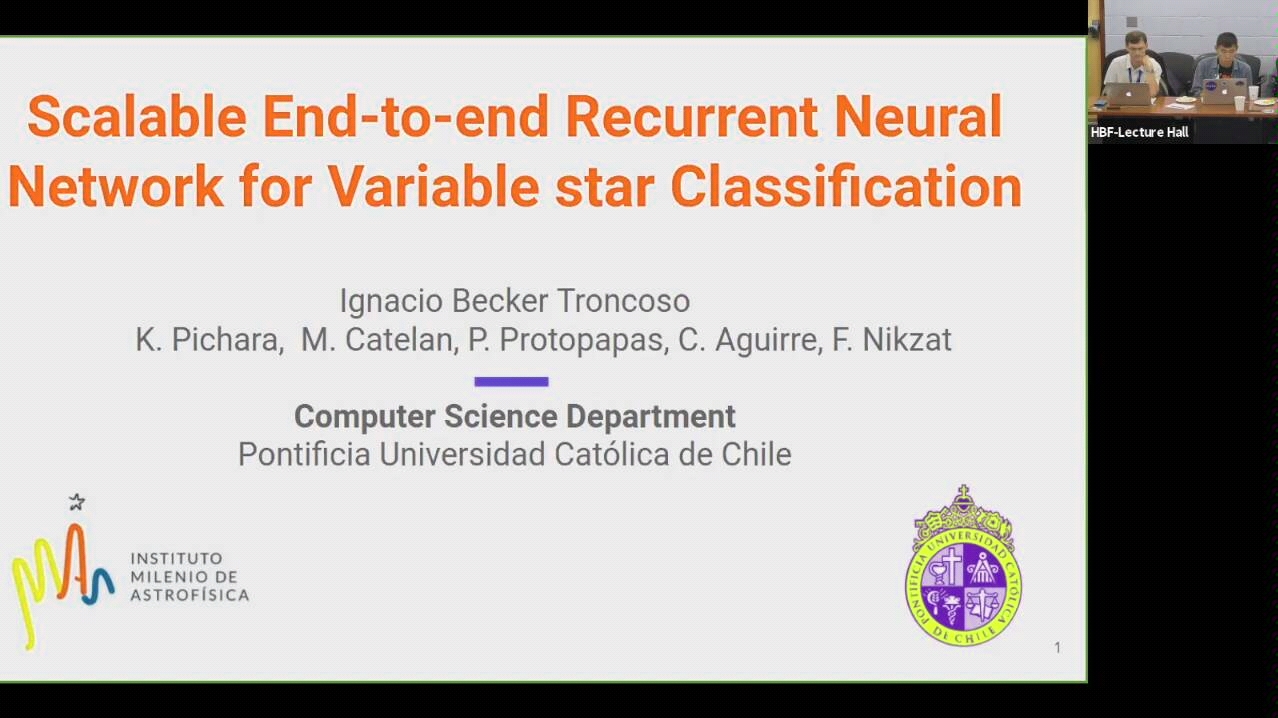 Scalable End-to-end Recurrent Neural
Network for Variable star Classification
Ignacio Becker Troncoso
K. Pichara, M. Catelan, P. Protopapas, C. Aguirre, F. Nikzat
Computer Science Department
Pontificia Universidad Católica de Chile
INSTITUTO
MILENIO DE
ASTROFÍSICA
PONTIFICIA UNIVERSIDAD CATOLICA
DE CHILE
1
HBF-Lecture Hall